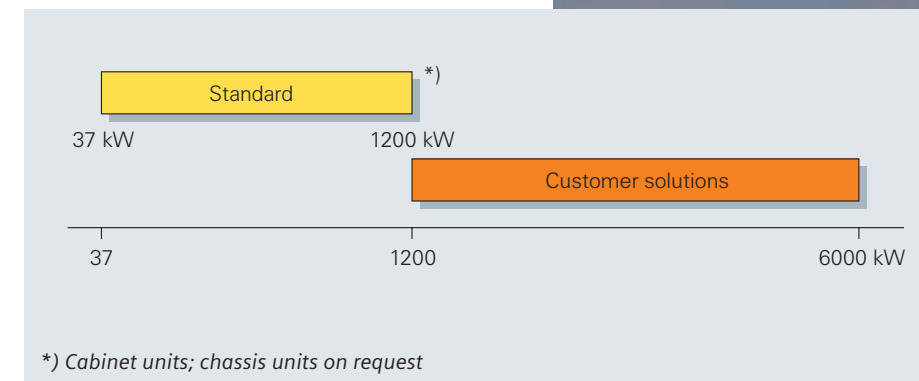 *)
Standard
37 kW 1200 kW
Customer solutions
37 1200 6000 kW
*) Cabinet units; chassis units on request